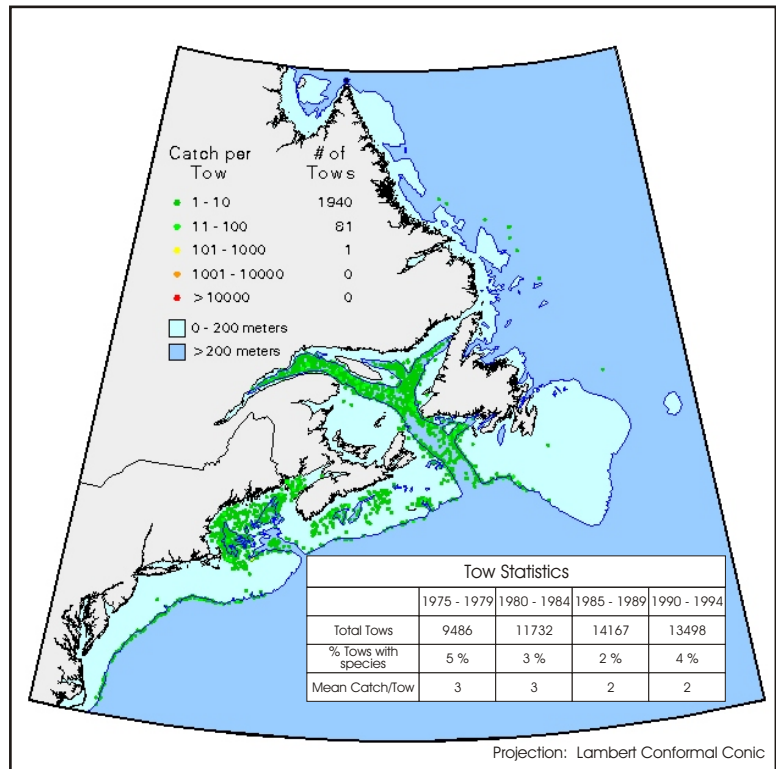 Catch per # of
Tow Tows
1 - 10 1940
11 - 100 81
101 - 1000 1
1001 - 10000 0
> 10000 0
0 - 200 meters
> 200 meters
Tow Statistics
1975 - 1979 1980 - 1984 1985 - 1989 1990 - 1994
Total Tows 9486 11732 14167 13498
% Tows with species 5 % 3 % 2 % 4 %
Mean Catch/Tow 3 3 2 2
Projection: Lambert Conformal Conic